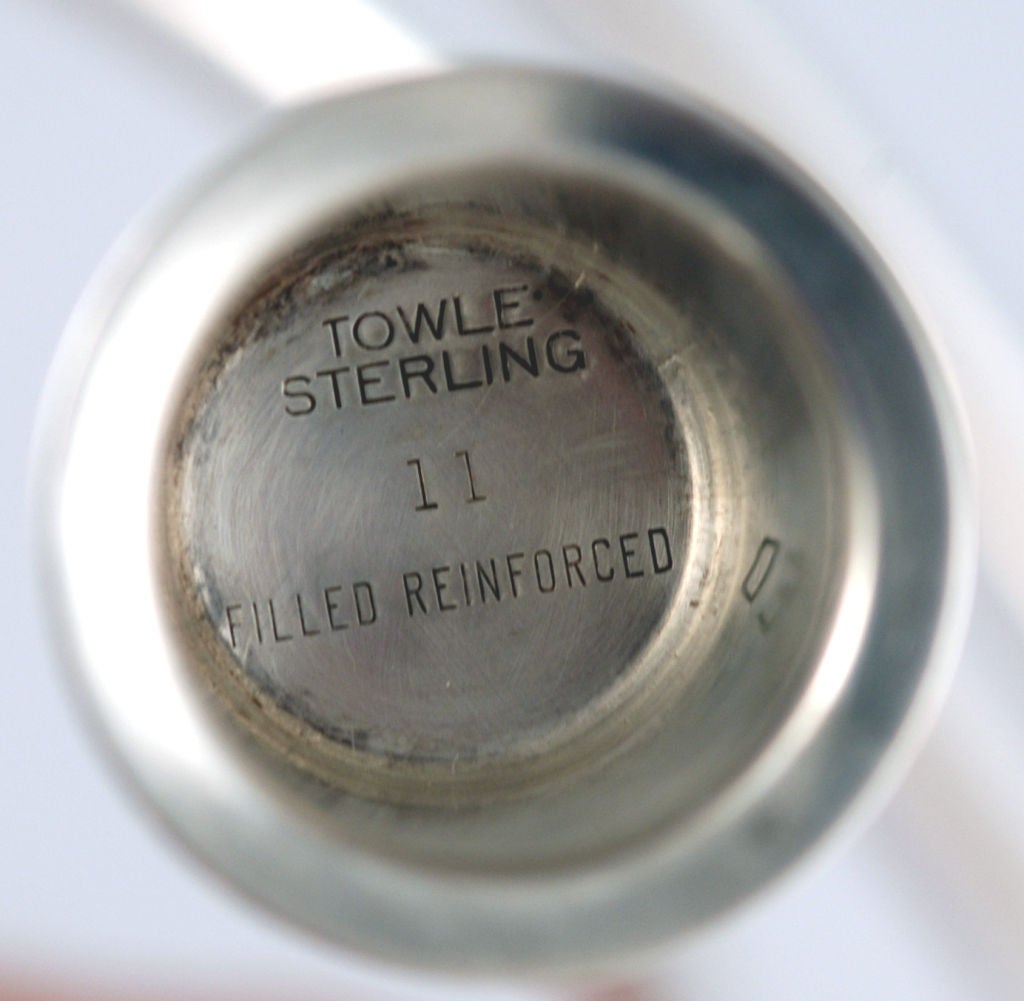 TOWLE
STERLING
11
FILLED REINFORCED